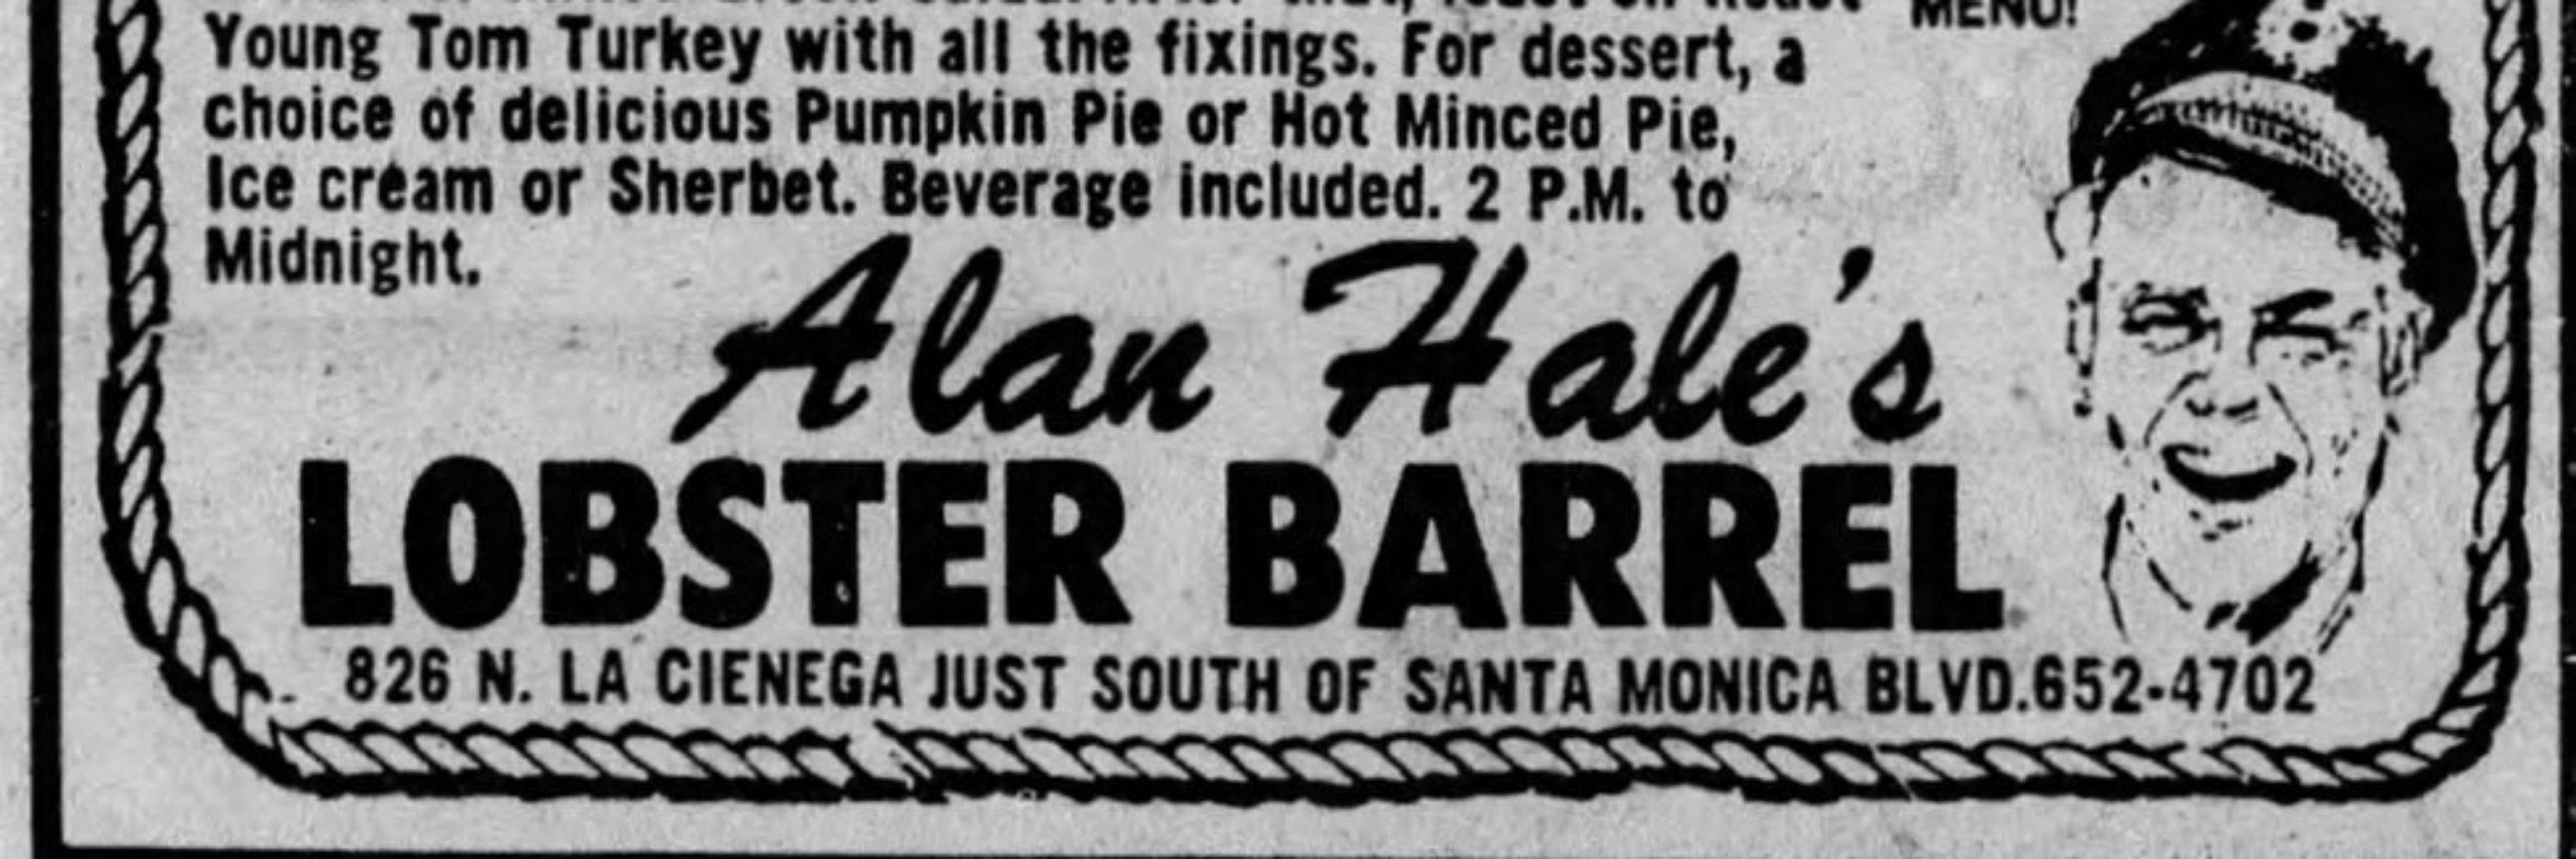 MENU!
Young Tom Turkey with all the fixings. For dessert, a
choice of delicious Pumpkin Pie or Hot Minced Pie,
Ice cream or Sherbet. Beverage included. 2 P.M. to
Midnight.
Alan Hale's
LOBSTER BARREL
826 N. LA CIENEGA JUST SOUTH OF SANTA MONICA BLVD.652-4702